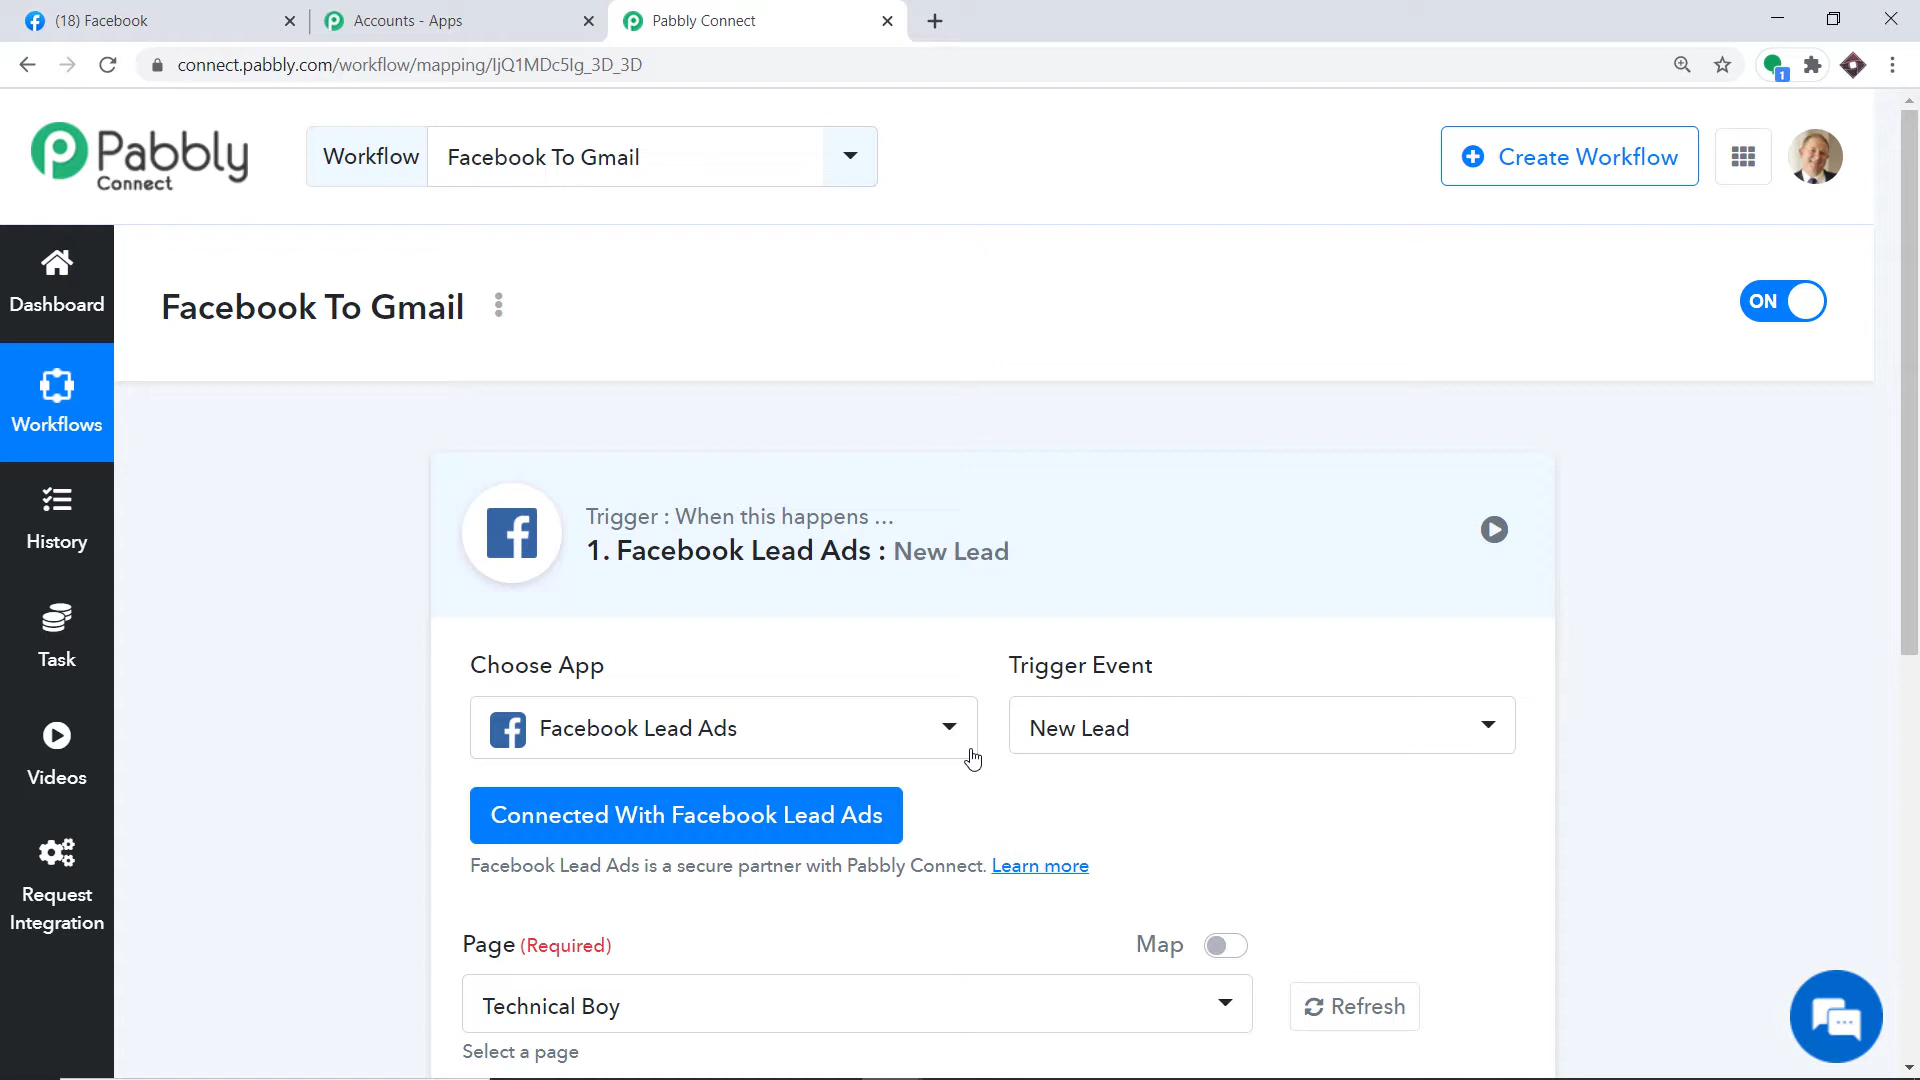 (18) Facebook
Accounts - Apps
Pabbly Connect
connect.pabbly.com/workflow/mapping/IjQ1MDc5Ig_3D_3D
1
Pabbly
Connect
Workflow
Facebook To Gmail
Create Workflow
Dashboard
Workflows
History
Task
Videos
Request
Integration
Facebook To Gmail
ON
Trigger : When this happens ...
1. Facebook Lead Ads : New Lead
Choose App
Trigger Event
Facebook Lead Ads
New Lead
Connected With Facebook Lead Ads
Facebook Lead Ads is a secure partner with Pabbly Connect. Learn more
Page (Required)
Map
Technical Boy
Refresh
Select a page